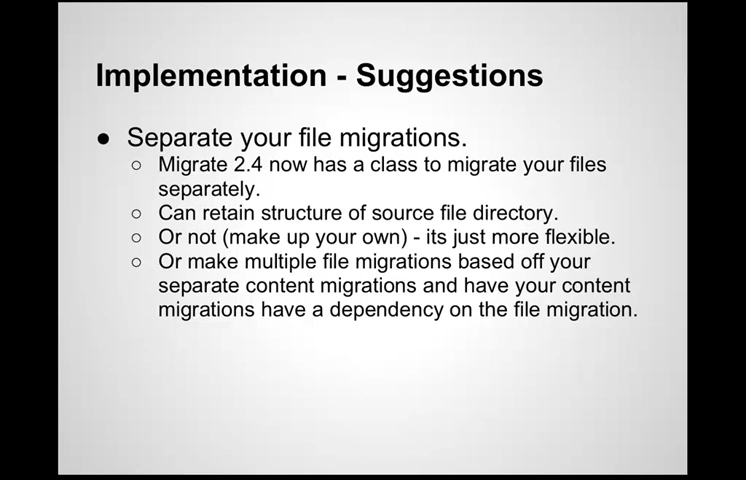 Implementation - Suggestions
● Separate your file migrations.
○ Migrate 2.4 now has a class to migrate your files
separately.
○ Can retain structure of source file directory.
○ Or not (make up your own) - its just more flexible.
○ Or make multiple file migrations based off your
separate content migrations and have your content
migrations have a dependency on the file migration.